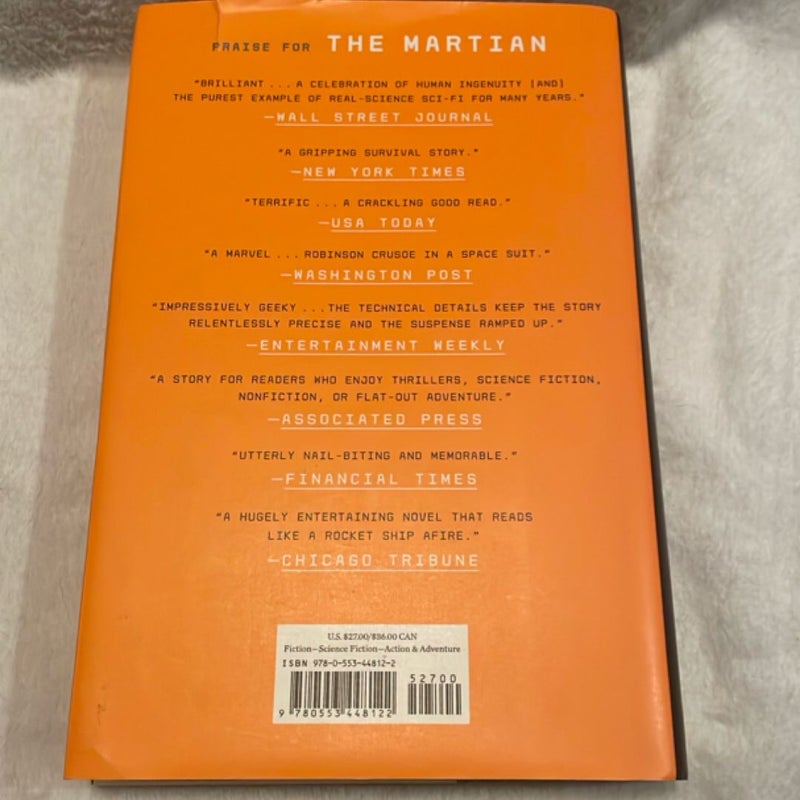 PRAISE FOR THE MARTIAN
"BRILLIANT ... A CELEBRATION OF HUMAN INGENUITY [AND]
THE PUREST EXAMPLE OF REAL-SCIENCE SCI-FI FOR MANY YEARS."
—WALL STREET JOURNAL
"A GRIPPING SURVIVAL STORY."
—NEW YORK TIMES
"TERRIFIC ... A CRACKLING GOOD READ."
—USA TODAY
"A MARVEL ... ROBINSON CRUSOE IN A SPACE SUIT."
—WASHINGTON POST
"IMPRESSIVELY GEEKY ... THE TECHNICAL DETAILS KEEP THE STORY
RELENTLESSLY PRECISE AND THE SUSPENSE RAMPED UP."
—ENTERTAINMENT WEEKLY
"A STORY FOR READERS WHO ENJOY THRILLERS, SCIENCE FICTION,
NONFICTION, OR FLAT-OUT ADVENTURE."
—ASSOCIATED PRESS
"UTTERLY NAIL-BITING AND MEMORABLE."
—FINANCIAL TIMES
"A HUGELY ENTERTAINING NOVEL THAT READS
LIKE A ROCKET SHIP AFIRE."
—CHICAGO TRIBUNE
U.S. $27.00/$36.00 CAN
Fiction—Science Fiction—Action & Adventure
ISBN 978-0-553-44812-2
52700
9 780553 448122